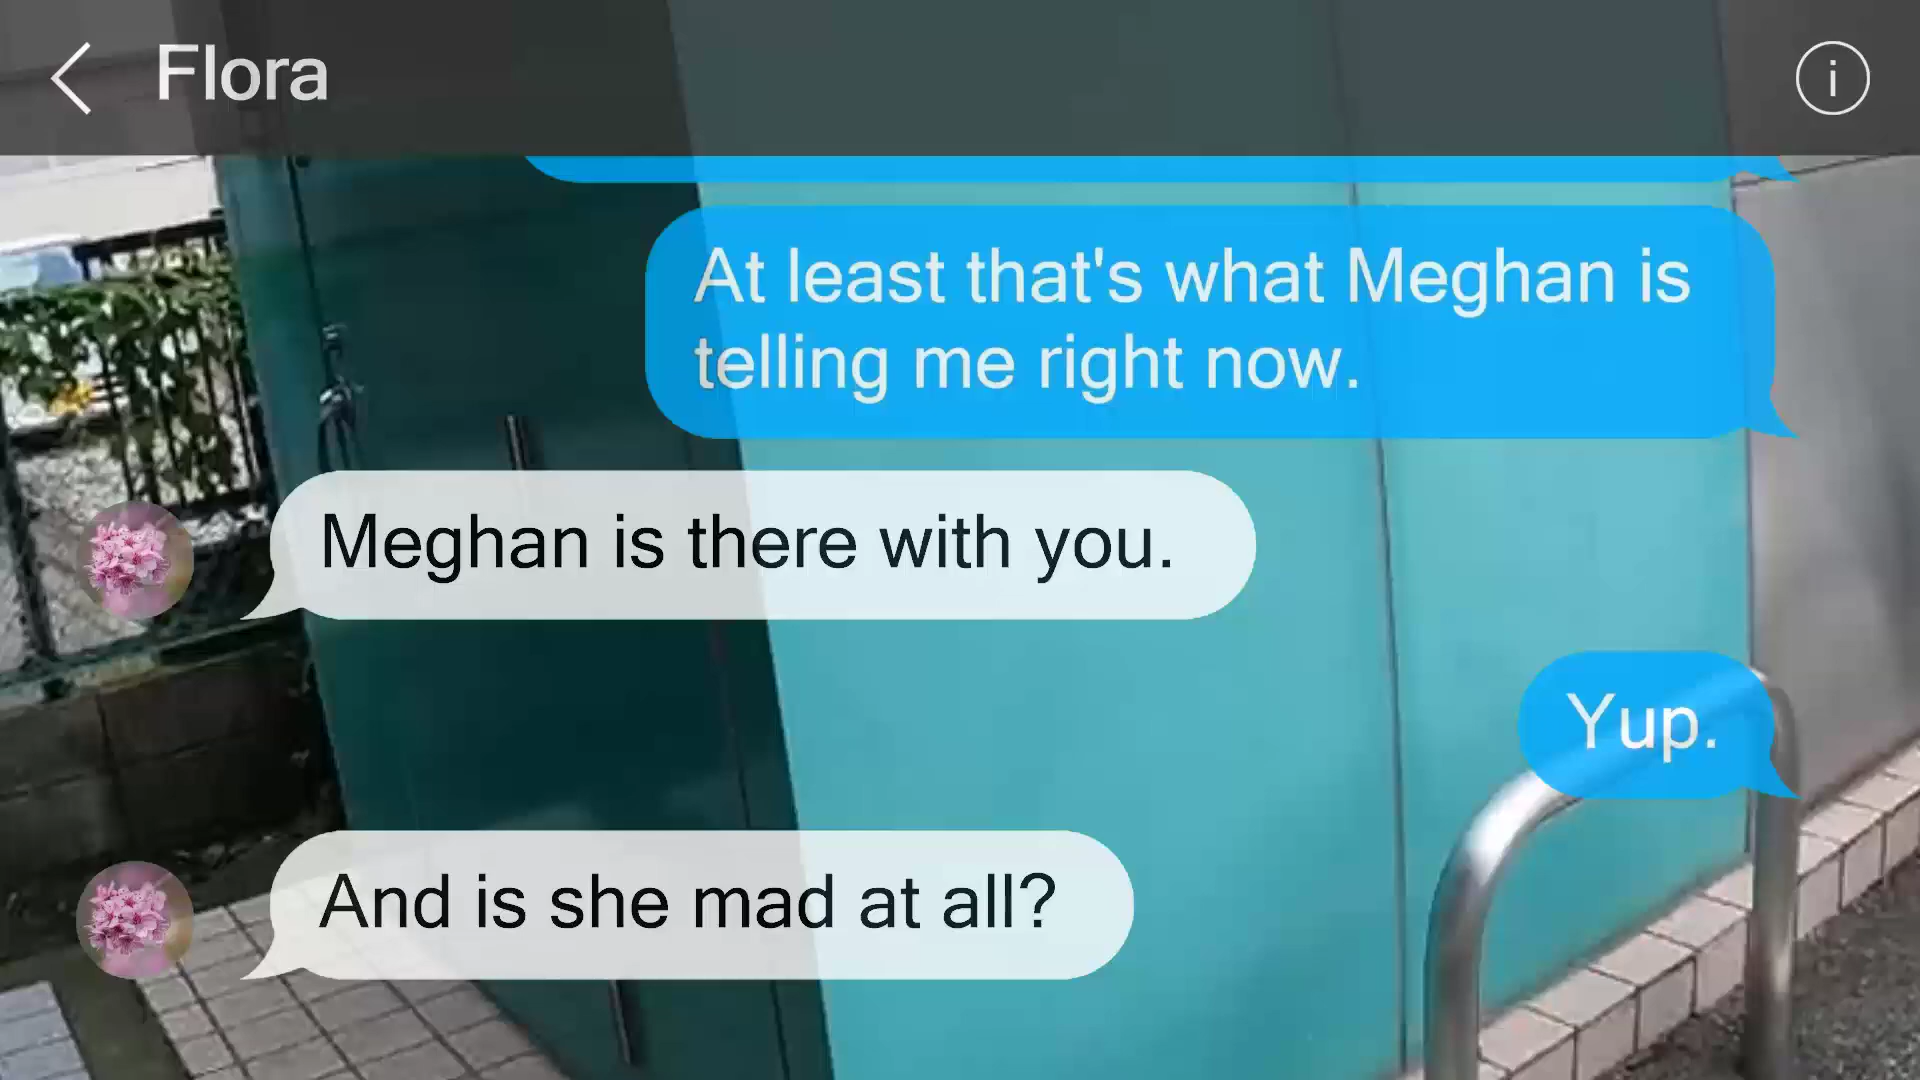 Flora
At least that's what Meghan is
telling me right now.
Meghan is there with you.
Yup.
And is she mad at all?